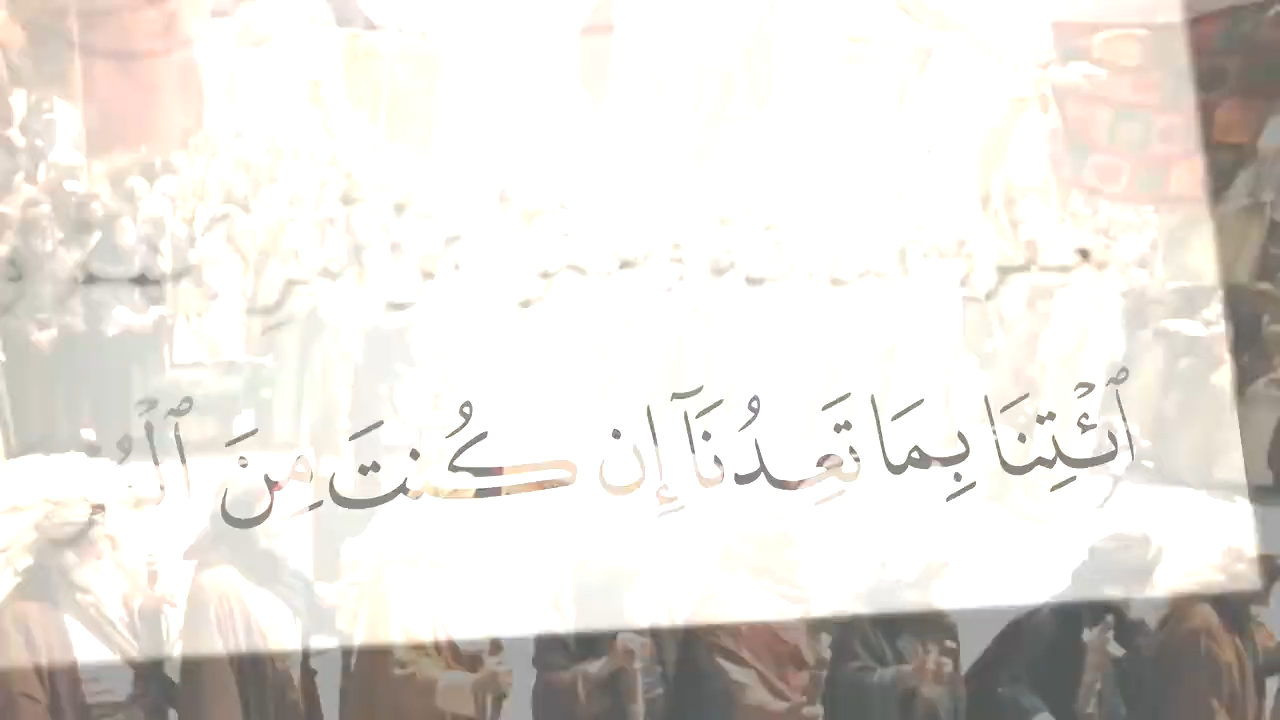 ٱئْتِنَا بِمَا تَعِدُنَآ إِن كُنتَ مِنَ